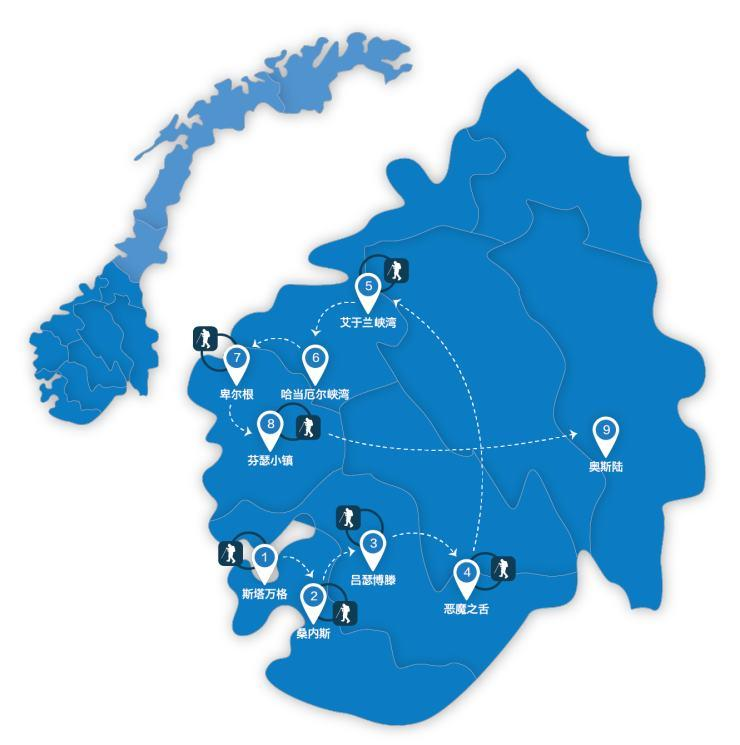 5
艾于兰峡湾
7
6
卑尔根
哈当厄尔峡湾
8
芬瑟小镇
9
奥斯陆
3
吕瑟博滕
1
斯塔万格
4
恶魔之舌
2
桑内斯